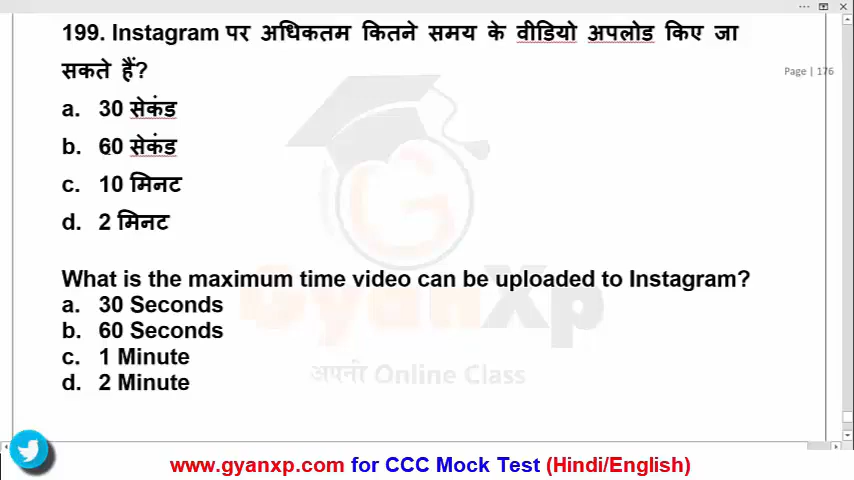 199. Instagram पर अधिकतम कितने समय के वीडियो अपलोड किए जा
सकते हैं?
Page | 176
a. 30 सेकंड
b. 60 सेकंड
c. 10 मिनट
d. 2 मिनट
What is the maximum time video can be uploaded to Instagram?
a. 30 Seconds
b. 60 Seconds
c. 1 Minute
d. 2 Minute
GyanXp
अपनी Online Class
www.gyanxp.com for CCC Mock Test (Hindi/English)